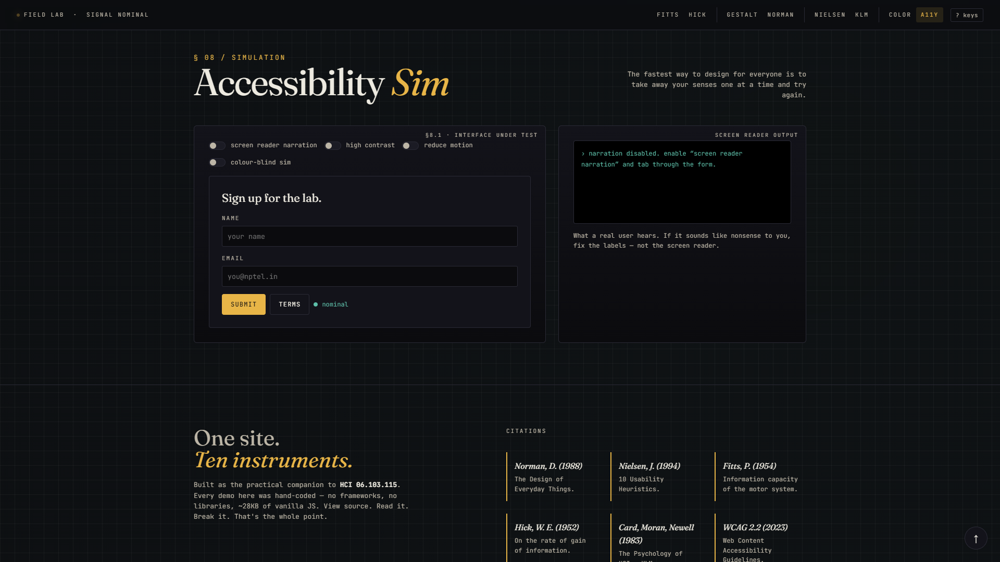 FIELD LAB · SIGNAL NOMINAL
FITTS HICK GESTALT NORMAN NIELSEN KLM COLOR A11Y ? keys
§ 08 / SIMULATION
Accessibility Sim
The fastest way to design for everyone is to
take away your senses one at a time and try
again.
§8.1 · INTERFACE UNDER TEST
screen reader narration high contrast reduce motion
colour-blind sim
Sign up for the lab.
NAME
your name
EMAIL
you@nptel.in
SUBMIT TERMS nominal
SCREEN READER OUTPUT
› narration disabled. enable “screen reader
narration” and tab through the form.
What a real user hears. If it sounds like nonsense to you,
fix the labels — not the screen reader.
One site.
Ten instruments.
Built as the practical companion to HCI 06.103.115.
Every demo here was hand-coded — no frameworks, no
libraries, ~28KB of vanilla JS. View source. Read it.
Break it. That's the whole point.
CITATIONS
Norman, D. (1988)
The Design of
Everyday Things.
Nielsen, J. (1994)
10 Usability
Heuristics.
Fitts, P. (1954)
Information capacity
of the motor system.
Hick, W. E. (1952)
On the rate of gain
of information.
Card, Moran, Newell
(1983)
The Psychology of
WCAG 2.2 (2023)
Web Content
Accessibility
Guidelines.
↑